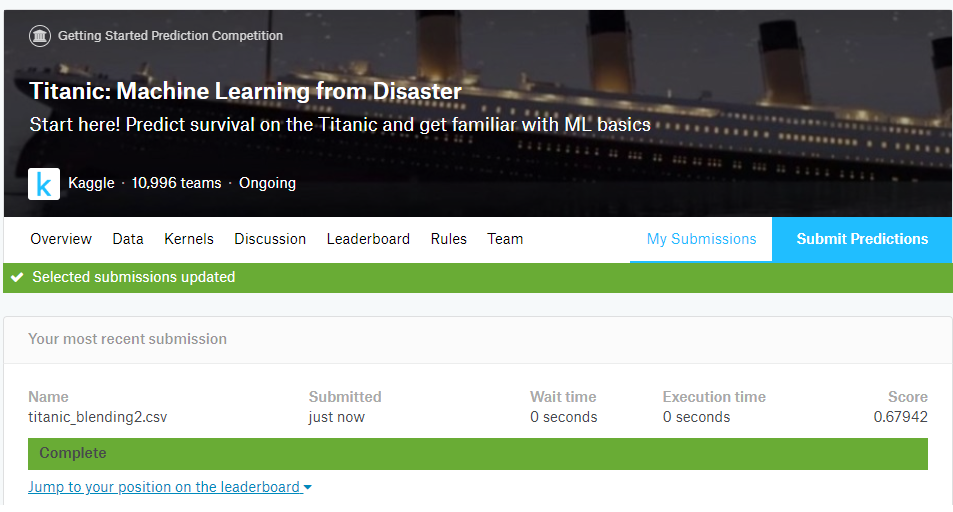 Getting Started Prediction Competition
Titanic: Machine Learning from Disaster
Start here! Predict survival on the Titanic and get familiar with ML basics
k Kaggle · 10,996 teams · Ongoing
Overview Data Kernels Discussion Leaderboard Rules Team My Submissions Submit Predictions
Selected submissions updated
Your most recent submission
Name Submitted Wait time Execution time Score
titanic_blending2.csv just now 0 seconds 0 seconds 0.67942
Complete
Jump to your position on the leaderboard